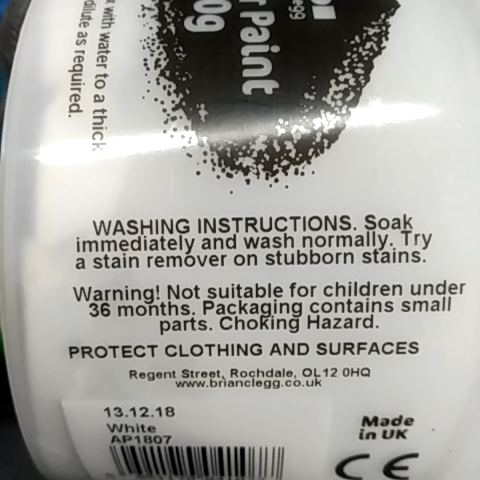 egg
r Paint
0g
x with water to a thick
dilute as required.
WASHING INSTRUCTIONS. Soak
immediately and wash normally. Try
a stain remover on stubborn stains.
Warning! Not suitable for children under
36 months. Packaging contains small
parts. Choking Hazard.
PROTECT CLOTHING AND SURFACES
Regent Street, Rochdale, OL12 0HQ
www.brianclegg.co.uk
13.12.18
White
AP1807
Made
in UK
CE